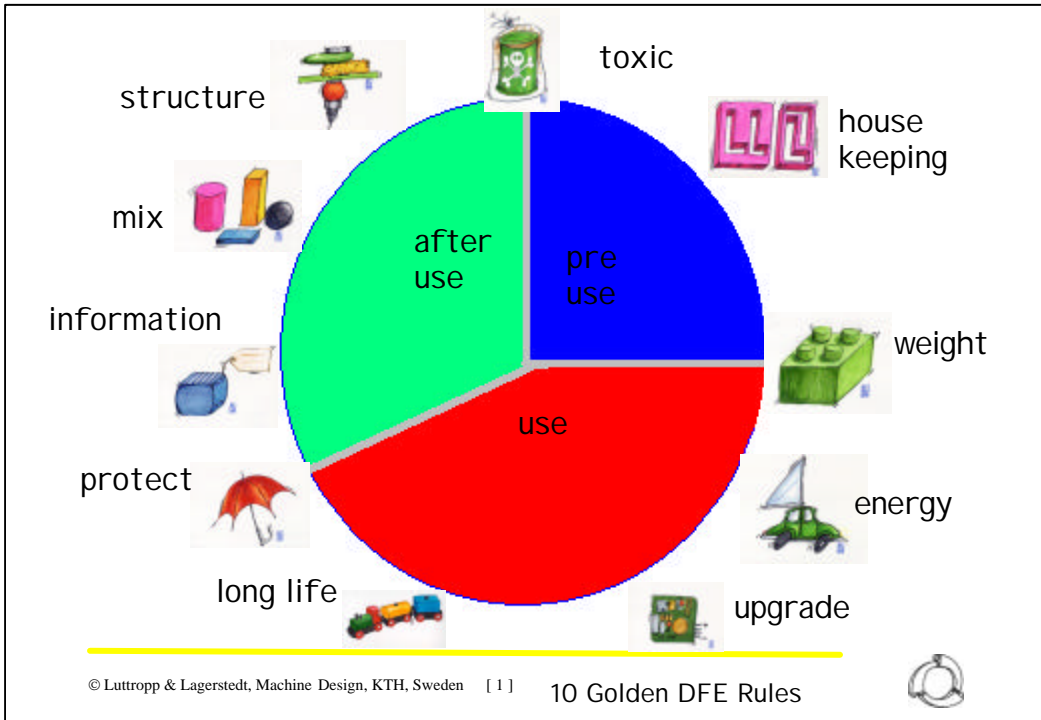 toxic
structure
house
keeping
mix
after
use
pre
use
information
weight
use
protect
energy
long life
upgrade
© Luttropp & Lagerstedt, Machine Design, KTH, Sweden [ 1 ]
10 Golden DFE Rules